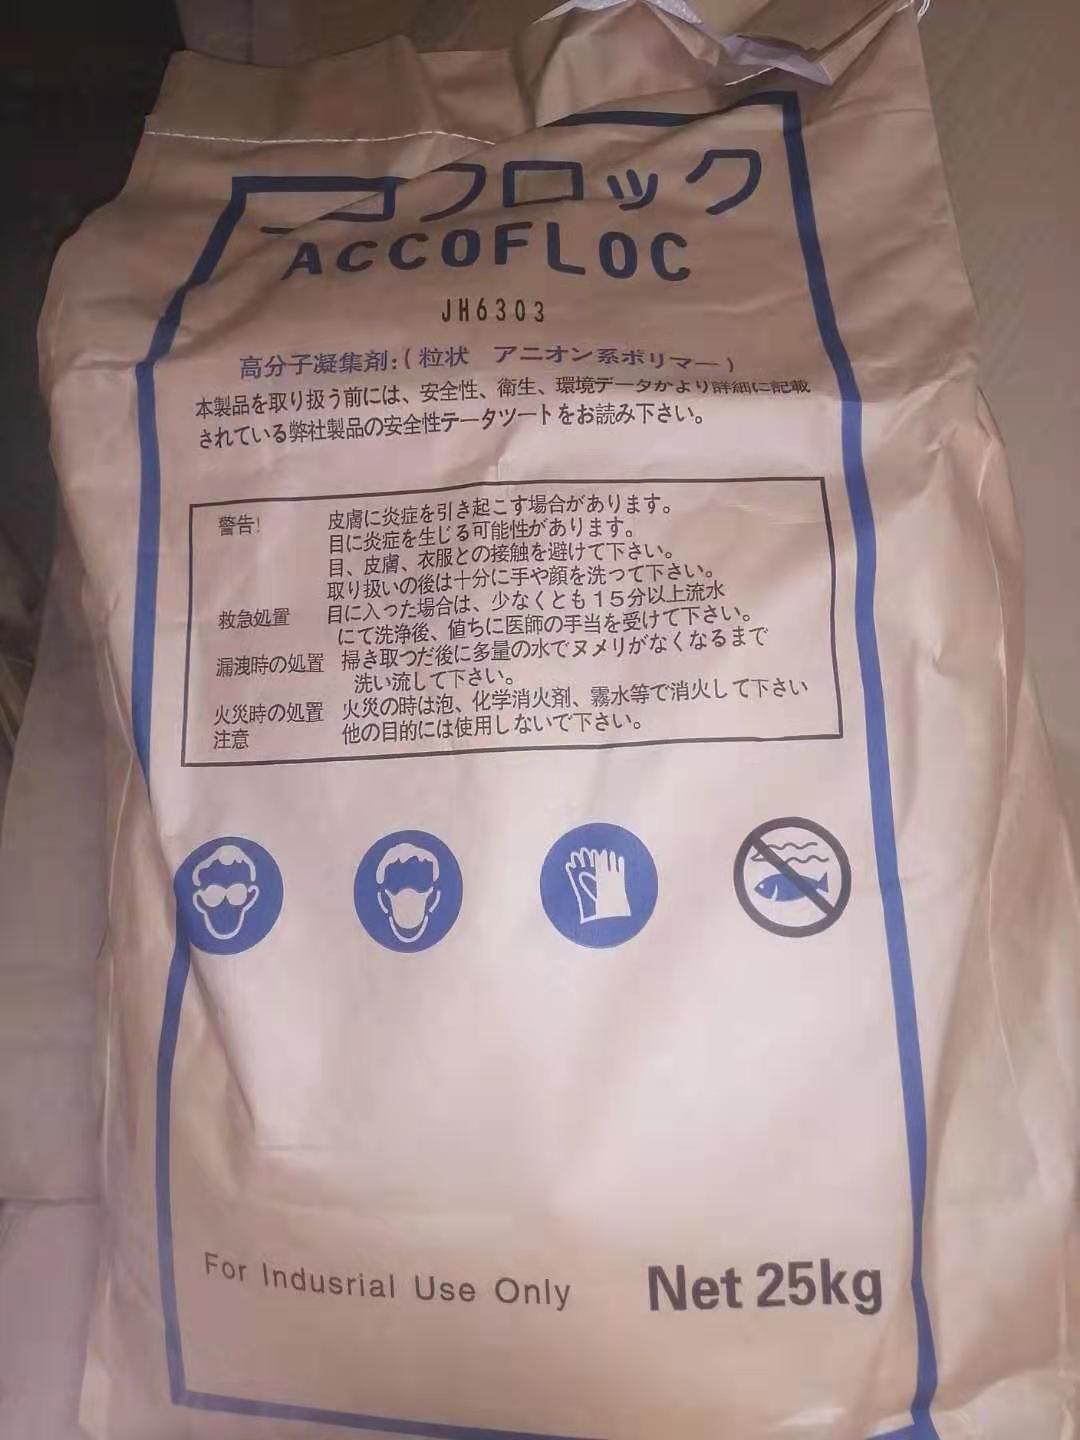 コフロック
ACCOFLOC
JH6303
高分子凝集剤:(粒状 アニオン系ポリマー)
本製品を取り扱う前には、安全性、衛生、環境データがより詳細に記載
されている弊社製品の安全性テータツートをお読み下さい。
警告! 皮膚に炎症を引き起こす場合があります。
目に炎症を生じる可能性があります。
目、皮膚、衣服との接触を避けて下さい。
取り扱いの後は十分に手や顔を洗つて下さい。
救急処置 目に入った場合は、少なくとも15分以上流水
にて洗浄後、値ちに医師の手当を受けて下さい。
漏洩時の処置 掃き取つだ後に多量の水でヌメリがなくなるまで
洗い流して下さい。
火災時の処置 火災の時は泡、化学消火剤、霧水等で消火して下さい
注意 他の目的には使用しないで下さい。
For Indusrial Use Only
Net 25kg